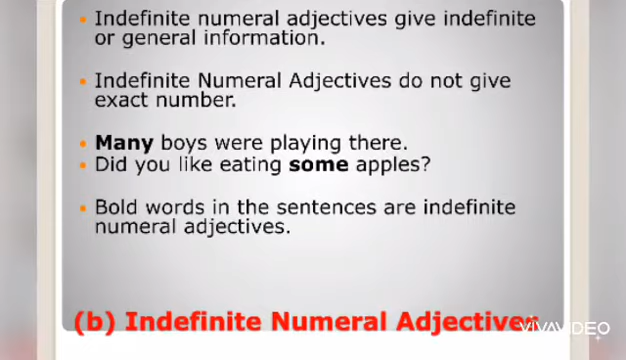 Indefinite numeral adjectives give indefinite
or general information.
Indefinite Numeral Adjectives do not give
exact number.
Many boys were playing there.
Did you like eating some apples?
Bold words in the sentences are indefinite
numeral adjectives.
(b) Indefinite Numeral Adjectives
VIVAVIDEO